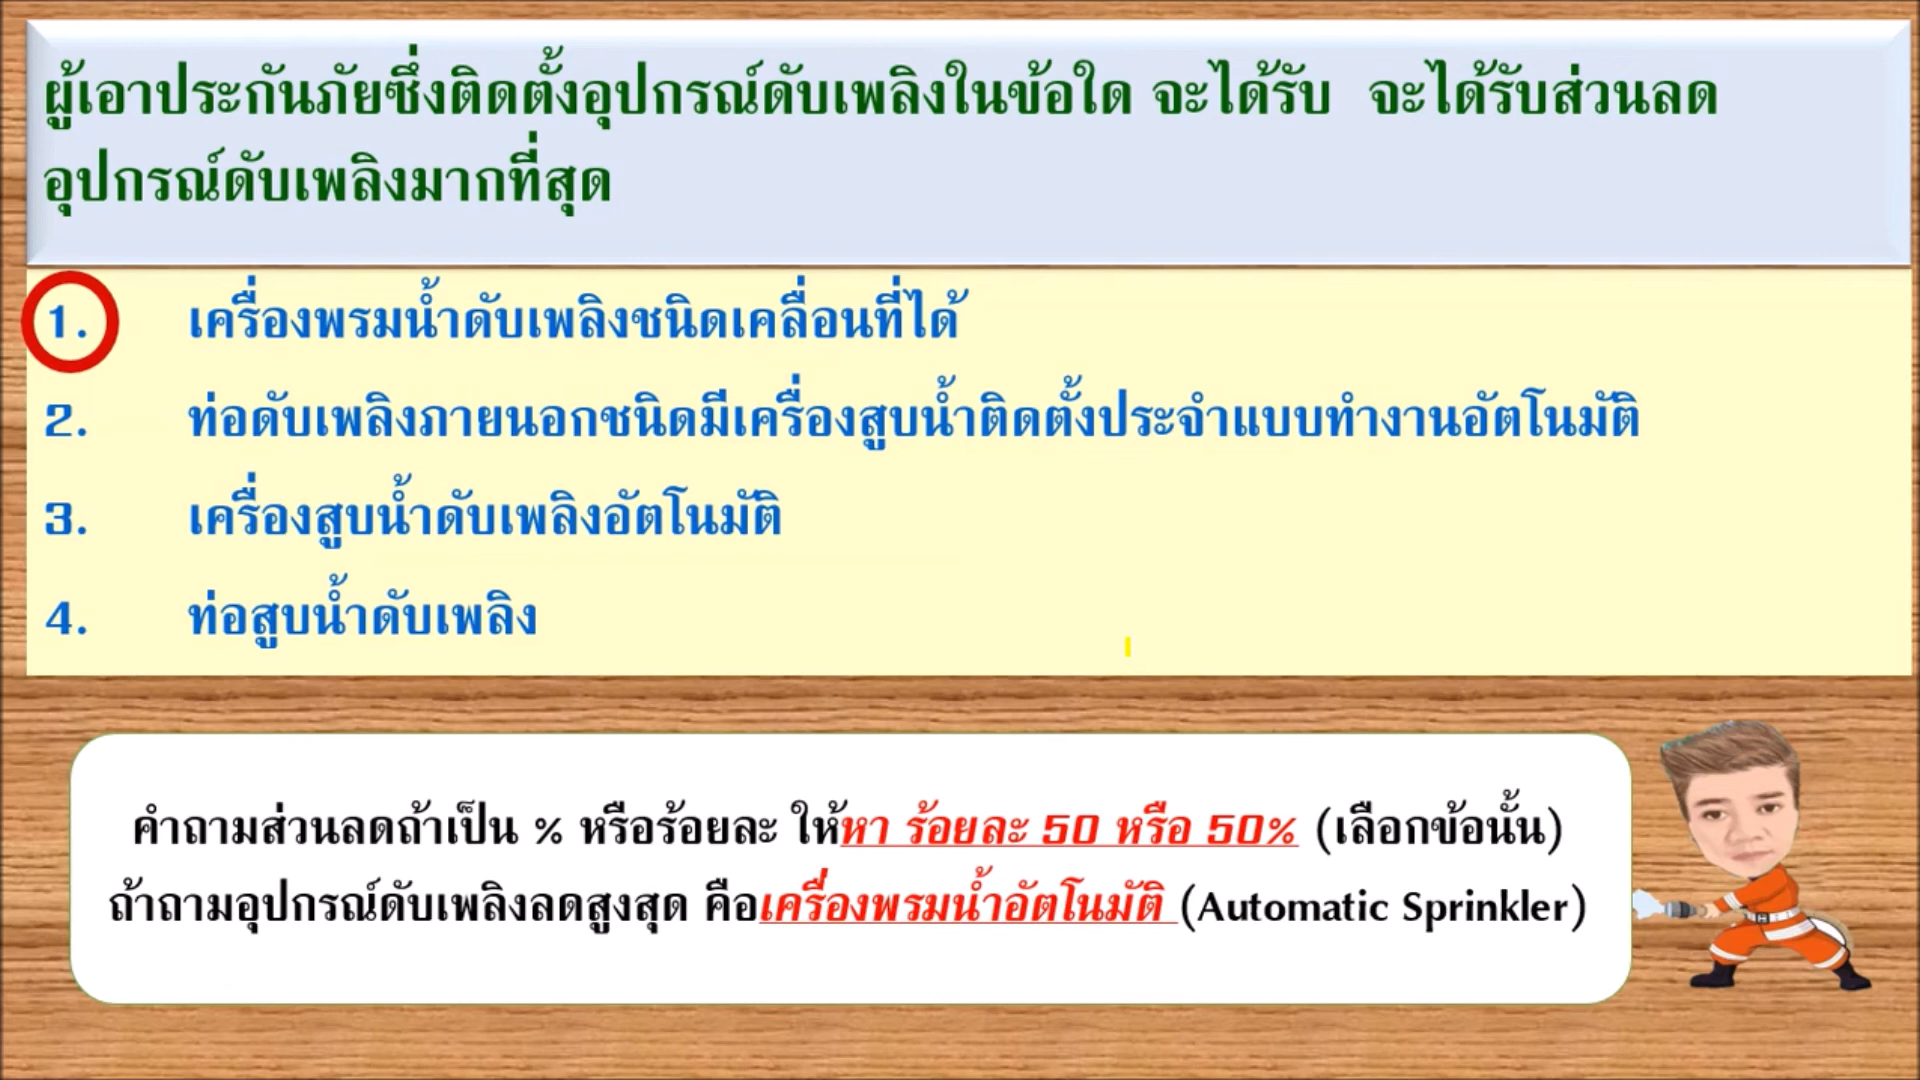 ผู้เอาประกันภัยซึ่งติดตั้งอุปกรณ์ดับเพลิงในข้อใด จะได้รับ  จะได้รับส่วนลด
อุปกรณ์ดับเพลิงมากที่สุด
1. เครื่องพรมน้ำดับเพลิงชนิดเคลื่อนที่ได้
2. ท่อดับเพลิงภายนอกชนิดมีเครื่องสูบน้ำติดตั้งประจำแบบทำงานอัตโนมัติ
3. เครื่องสูบน้ำดับเพลิงอัตโนมัติ
4. ท่อสูบน้ำดับเพลิง
คำถามส่วนลดถ้าเป็น % หรือร้อยละ ให้หา ร้อยละ 50 หรือ 50% (เลือกข้อนั้น)
ถ้าถามอุปกรณ์ดับเพลิงลดสูงสุด คือเครื่องพรมน้ำอัตโนมัติ (Automatic Sprinkler)